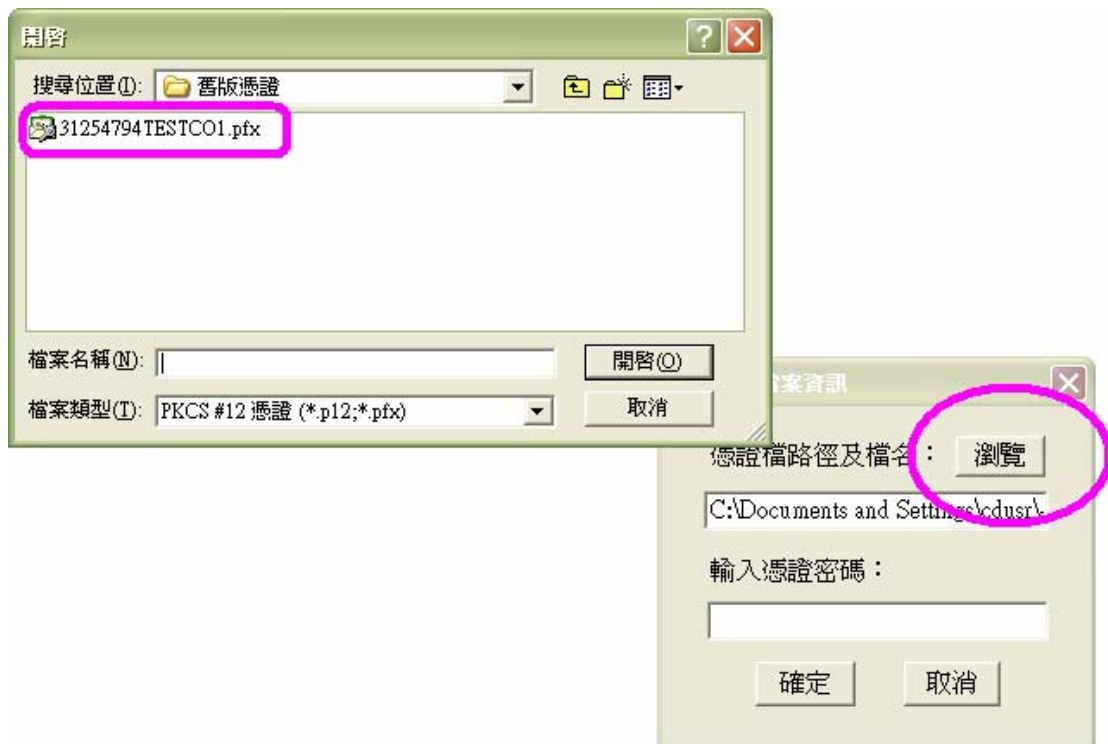 開啓
搜尋位置(I): 舊版憑證
31254794TESTCO1.pfx
檔案名稱(N): 開啓(O)
檔案類型(T): PKCS #12 憑證 (*.p12;*.pfx) 取消
檔案資訊
憑證檔路徑及檔名： 瀏覽
C:\Documents and Settings\cdusr\
輸入憑證密碼：
確定 取消